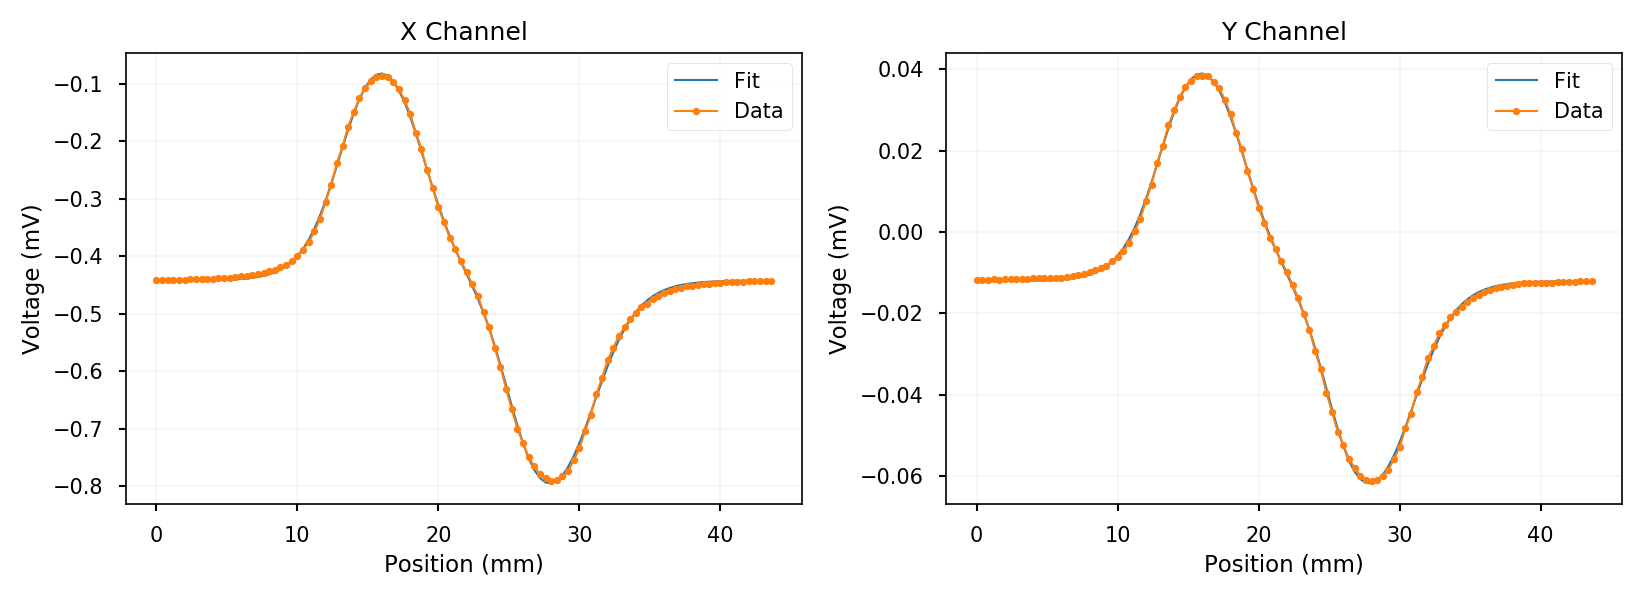 X Channel
Voltage (mV)
−0.1
−0.2
−0.3
−0.4
−0.5
−0.6
−0.7
−0.8
0
10
20
30
40
Position (mm)
Fit
Data
Y Channel
Voltage (mV)
0.04
0.02
0.00
−0.02
−0.04
−0.06
0
10
20
30
40
Position (mm)
Fit
Data